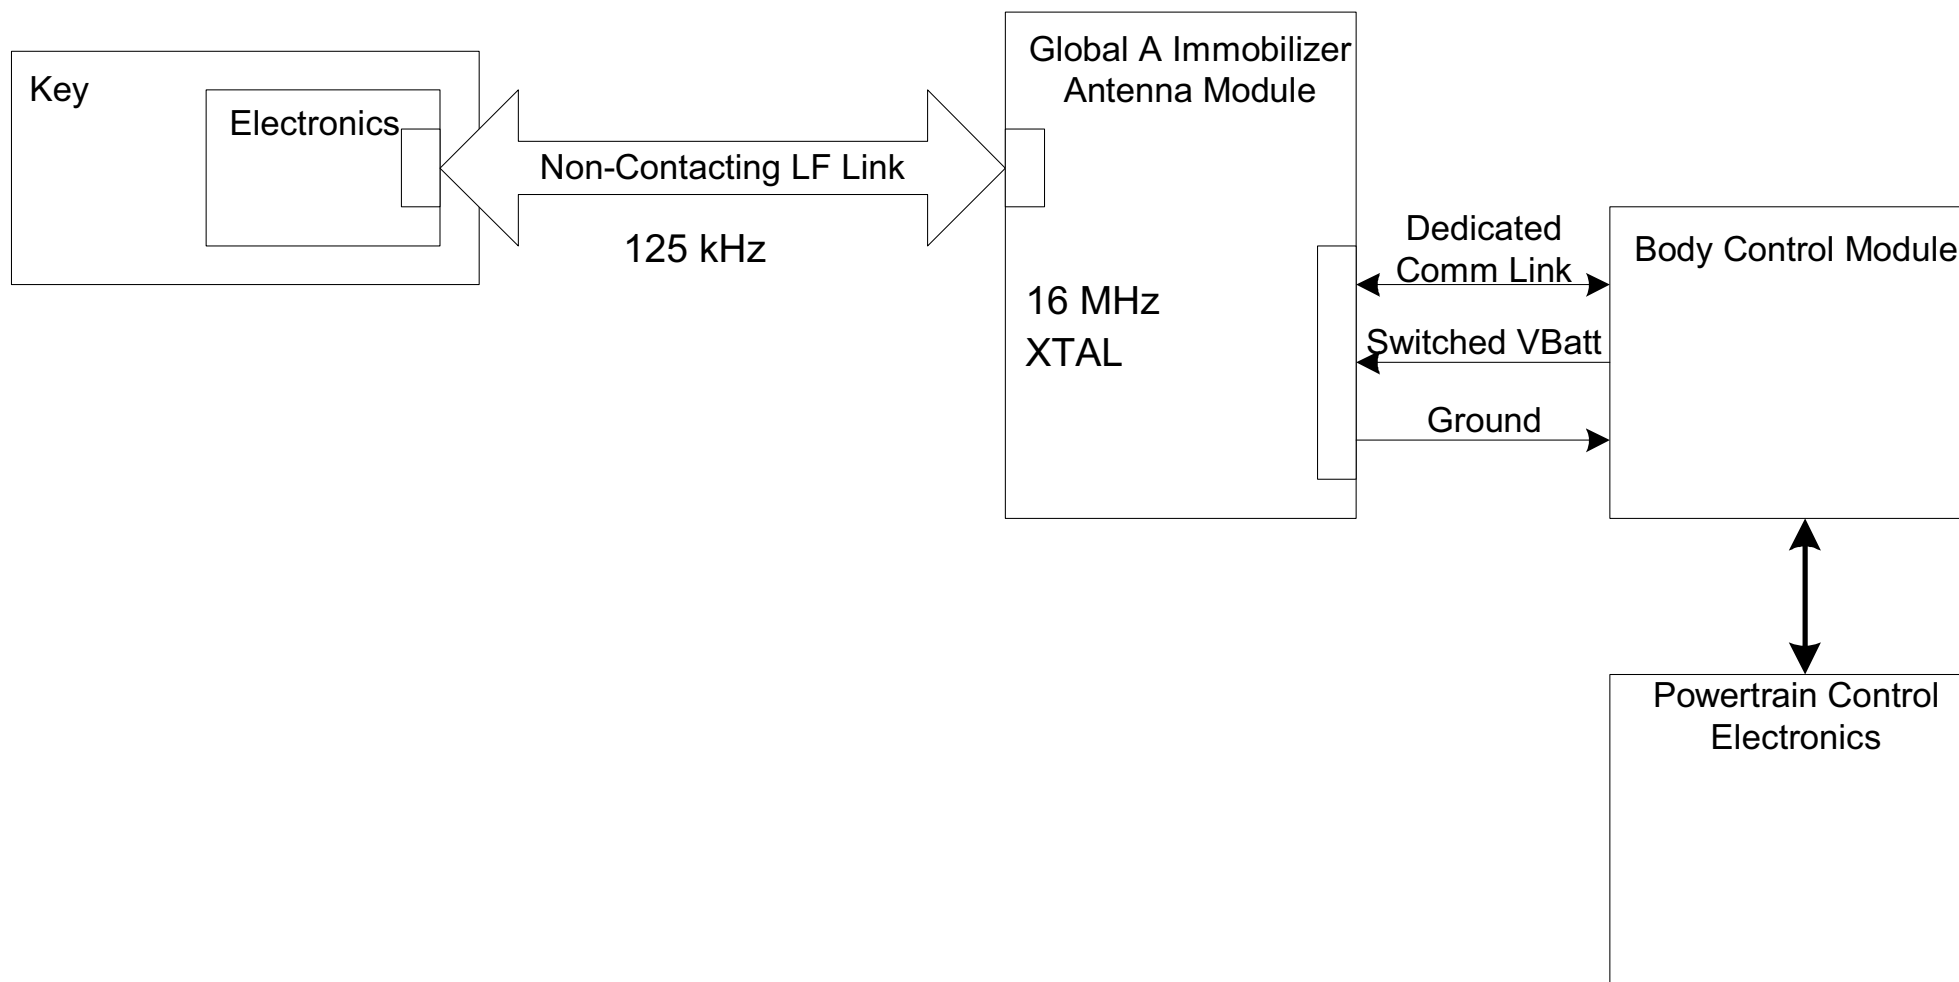 Key
Electronics
Non-Contacting LF Link
125 kHz
Global A Immobilizer
Antenna Module
16 MHz
XTAL
Dedicated
Comm Link
Switched VBatt
Ground
Body Control Module
Powertrain Control
Electronics